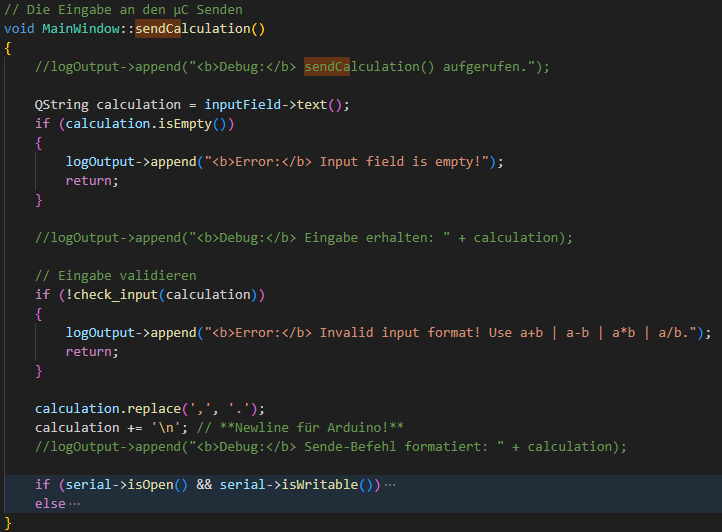 // Die Eingabe an den µC Senden
void MainWindow::sendCalculation()
{
    //logOutput->append("<b>Debug:</b> sendCalculation() aufgerufen.");
    QString calculation = inputField->text();
    if (calculation.isEmpty())
    {
        logOutput->append("<b>Error:</b> Input field is empty!");
        return;
    }
    //logOutput->append("<b>Debug:</b> Eingabe erhalten: " + calculation);
    // Eingabe validieren
    if (!check_input(calculation))
    {
        logOutput->append("<b>Error:</b> Invalid input format! Use a+b | a-b | a*b | a/b.");
        return;
    }
    calculation.replace(',', '.');
    calculation += '\n'; // **Newline für Arduino!**
    //logOutput->append("<b>Debug:</b> Sende-Befehl formatiert: " + calculation);
    if (serial->isOpen() && serial->isWritable())···
    else···
}